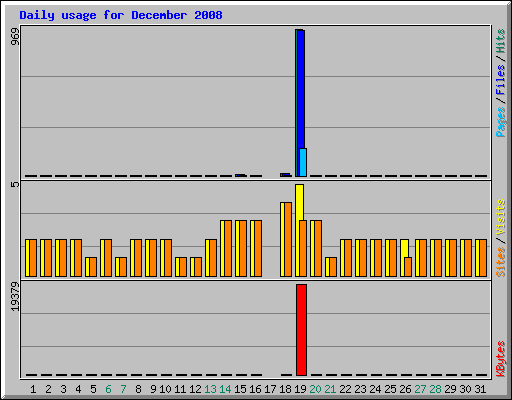 Daily usage for December 2008
969
Pages / Files / Hits
5
Sites / Visits
19379
KBytes
1 2 3 4 5 6 7 8 9 10 11 12 13 14 15 16 17 18 19 20 21 22 23 24 25 26 27 28 29 30 31